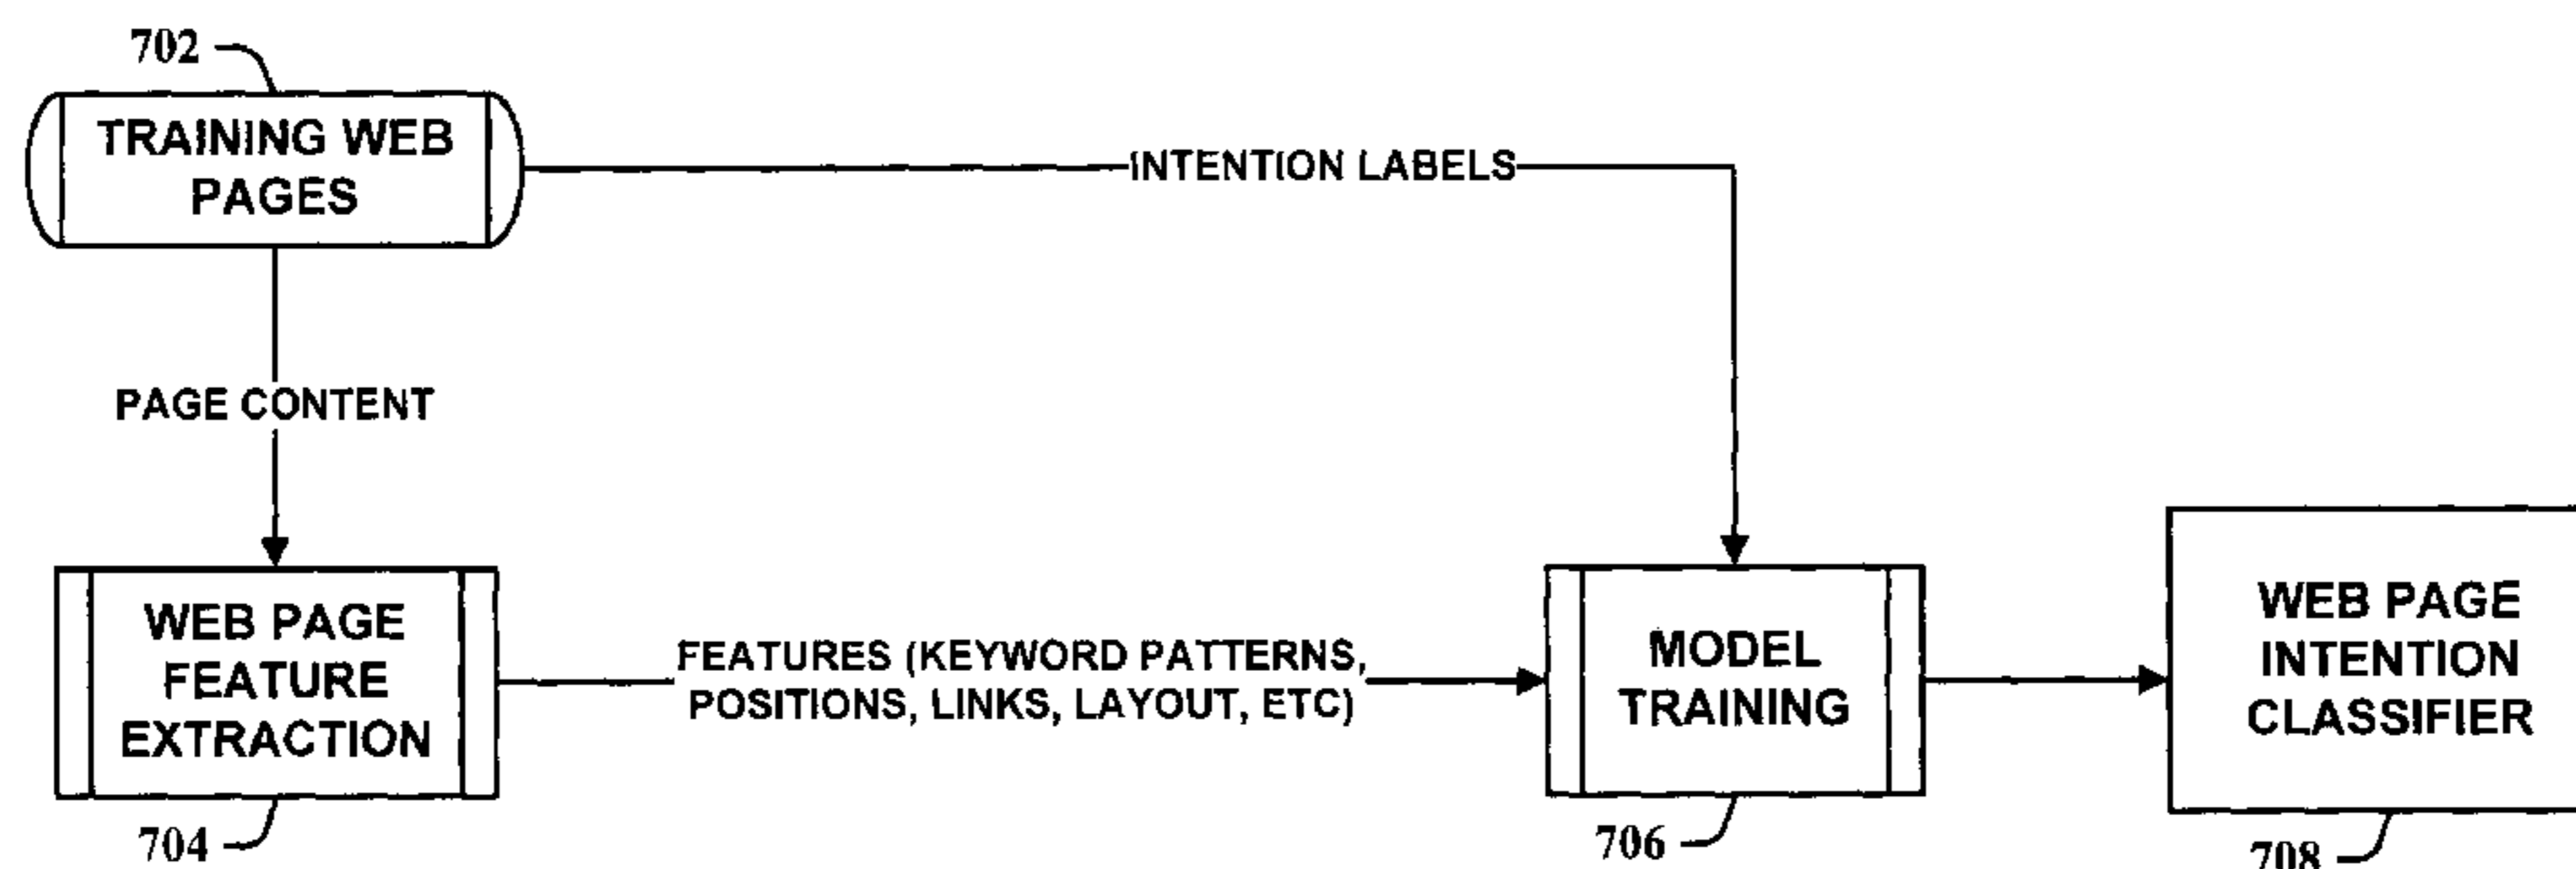 702
TRAINING WEB
PAGES
INTENTION LABELS
PAGE CONTENT
WEB PAGE
FEATURE
EXTRACTION
704
FEATURES (KEYWORD PATTERNS,
POSITIONS, LINKS, LAYOUT, ETC)
MODEL
TRAINING
706
WEB PAGE
INTENTION
CLASSIFIER
708